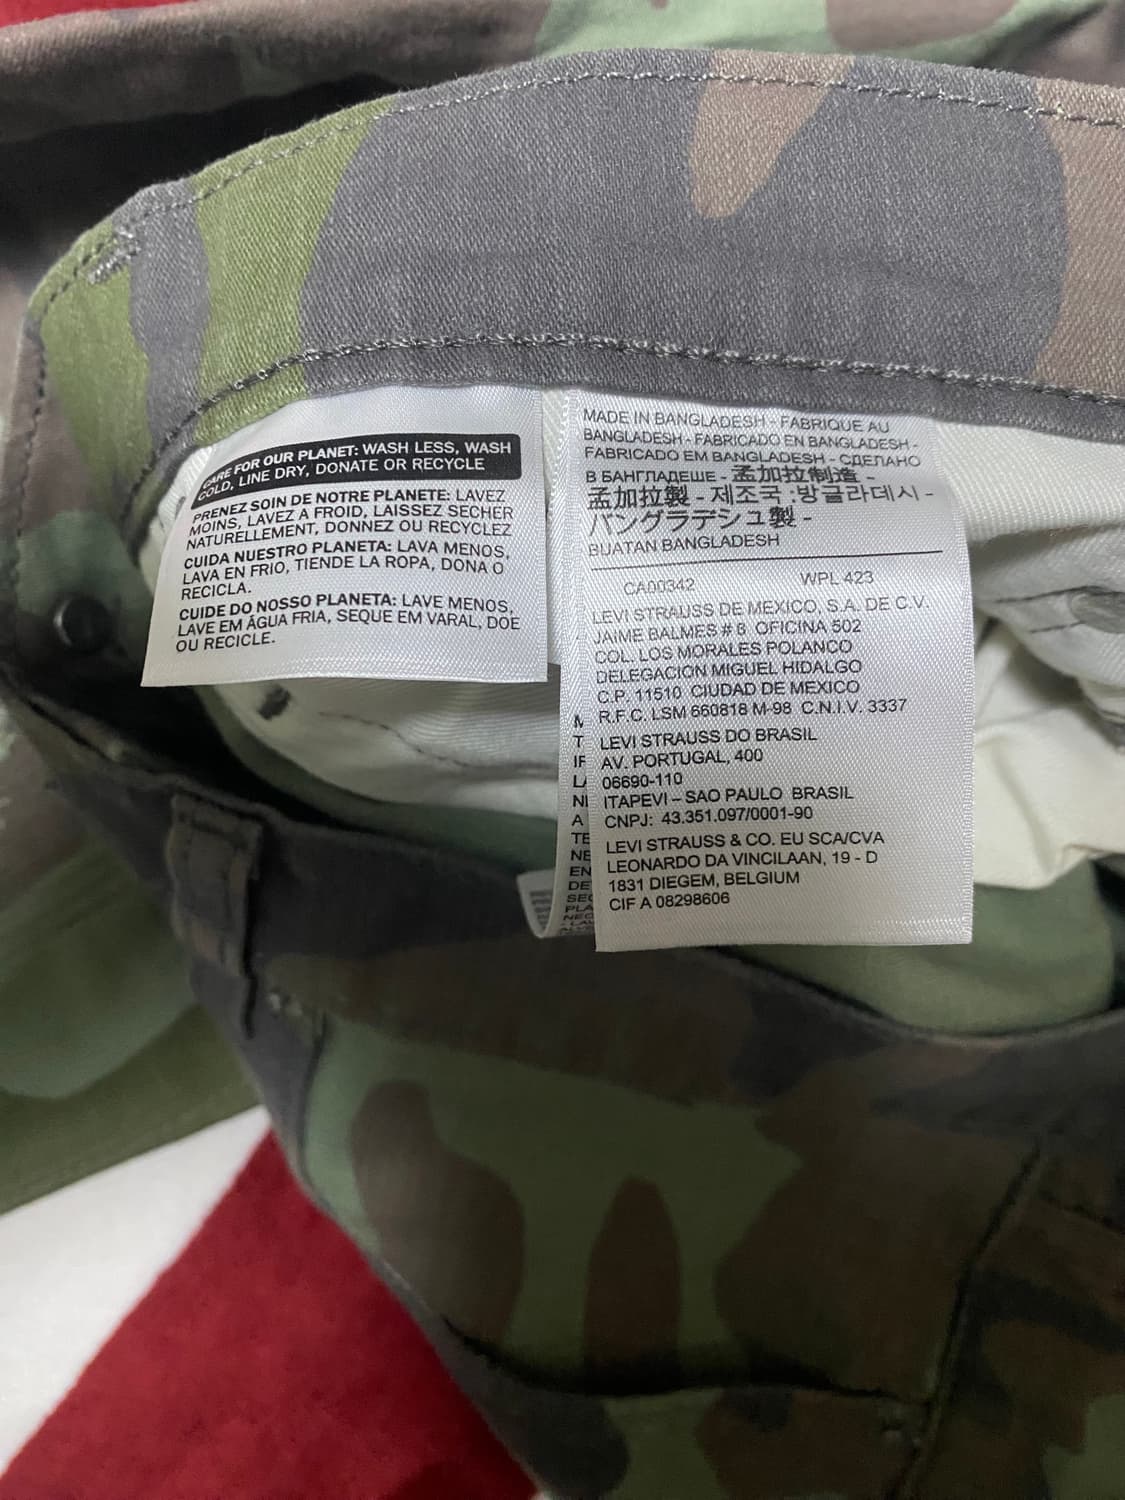 CARE FOR OUR PLANET: WASH LESS, WASH
COLD, LINE DRY, DONATE OR RECYCLE
PRENEZ SOIN DE NOTRE PLANETE: LAVEZ
MOINS, LAVEZ A FROID, LAISSEZ SECHER
NATURELLEMENT, DONNEZ OU RECYCLEZ
CUIDA NUESTRO PLANETA: LAVA MENOS,
LAVA EN FRIO, TIENDE LA ROPA, DONA O
RECICLA.
CUIDE DO NOSSO PLANETA: LAVE MENOS,
LAVE EM ÁGUA FRIA, SEQUE EM VARAL, DOE
OU RECICLE.
MADE IN BANGLADESH - FABRIQUE AU
BANGLADESH - FABRICADO EN BANGLADESH -
FABRICADO EM BANGLADESH - СДЕЛАНО
В БАНГЛАДЕШЕ - 孟加拉制造 -
孟加拉製 - 제조국 :방글라데시 -
バングラデシュ製 -
BUATAN BANGLADESH
CA00342 WPL 423
LEVI STRAUSS DE MEXICO, S.A. DE C.V.
JAIME BALMES # 8 OFICINA 502
COL. LOS MORALES POLANCO
DELEGACION MIGUEL HIDALGO
C.P. 11510 CIUDAD DE MEXICO
R.F.C. LSM 660818 M-98 C.N.I.V. 3337
LEVI STRAUSS DO BRASIL
AV. PORTUGAL, 400
06690-110
ITAPEVI – SAO PAULO BRASIL
CNPJ: 43.351.097/0001-90
LEVI STRAUSS & CO. EU SCA/CVA
LEONARDO DA VINCILAAN, 19 - D
1831 DIEGEM, BELGIUM
CIF A 08298606